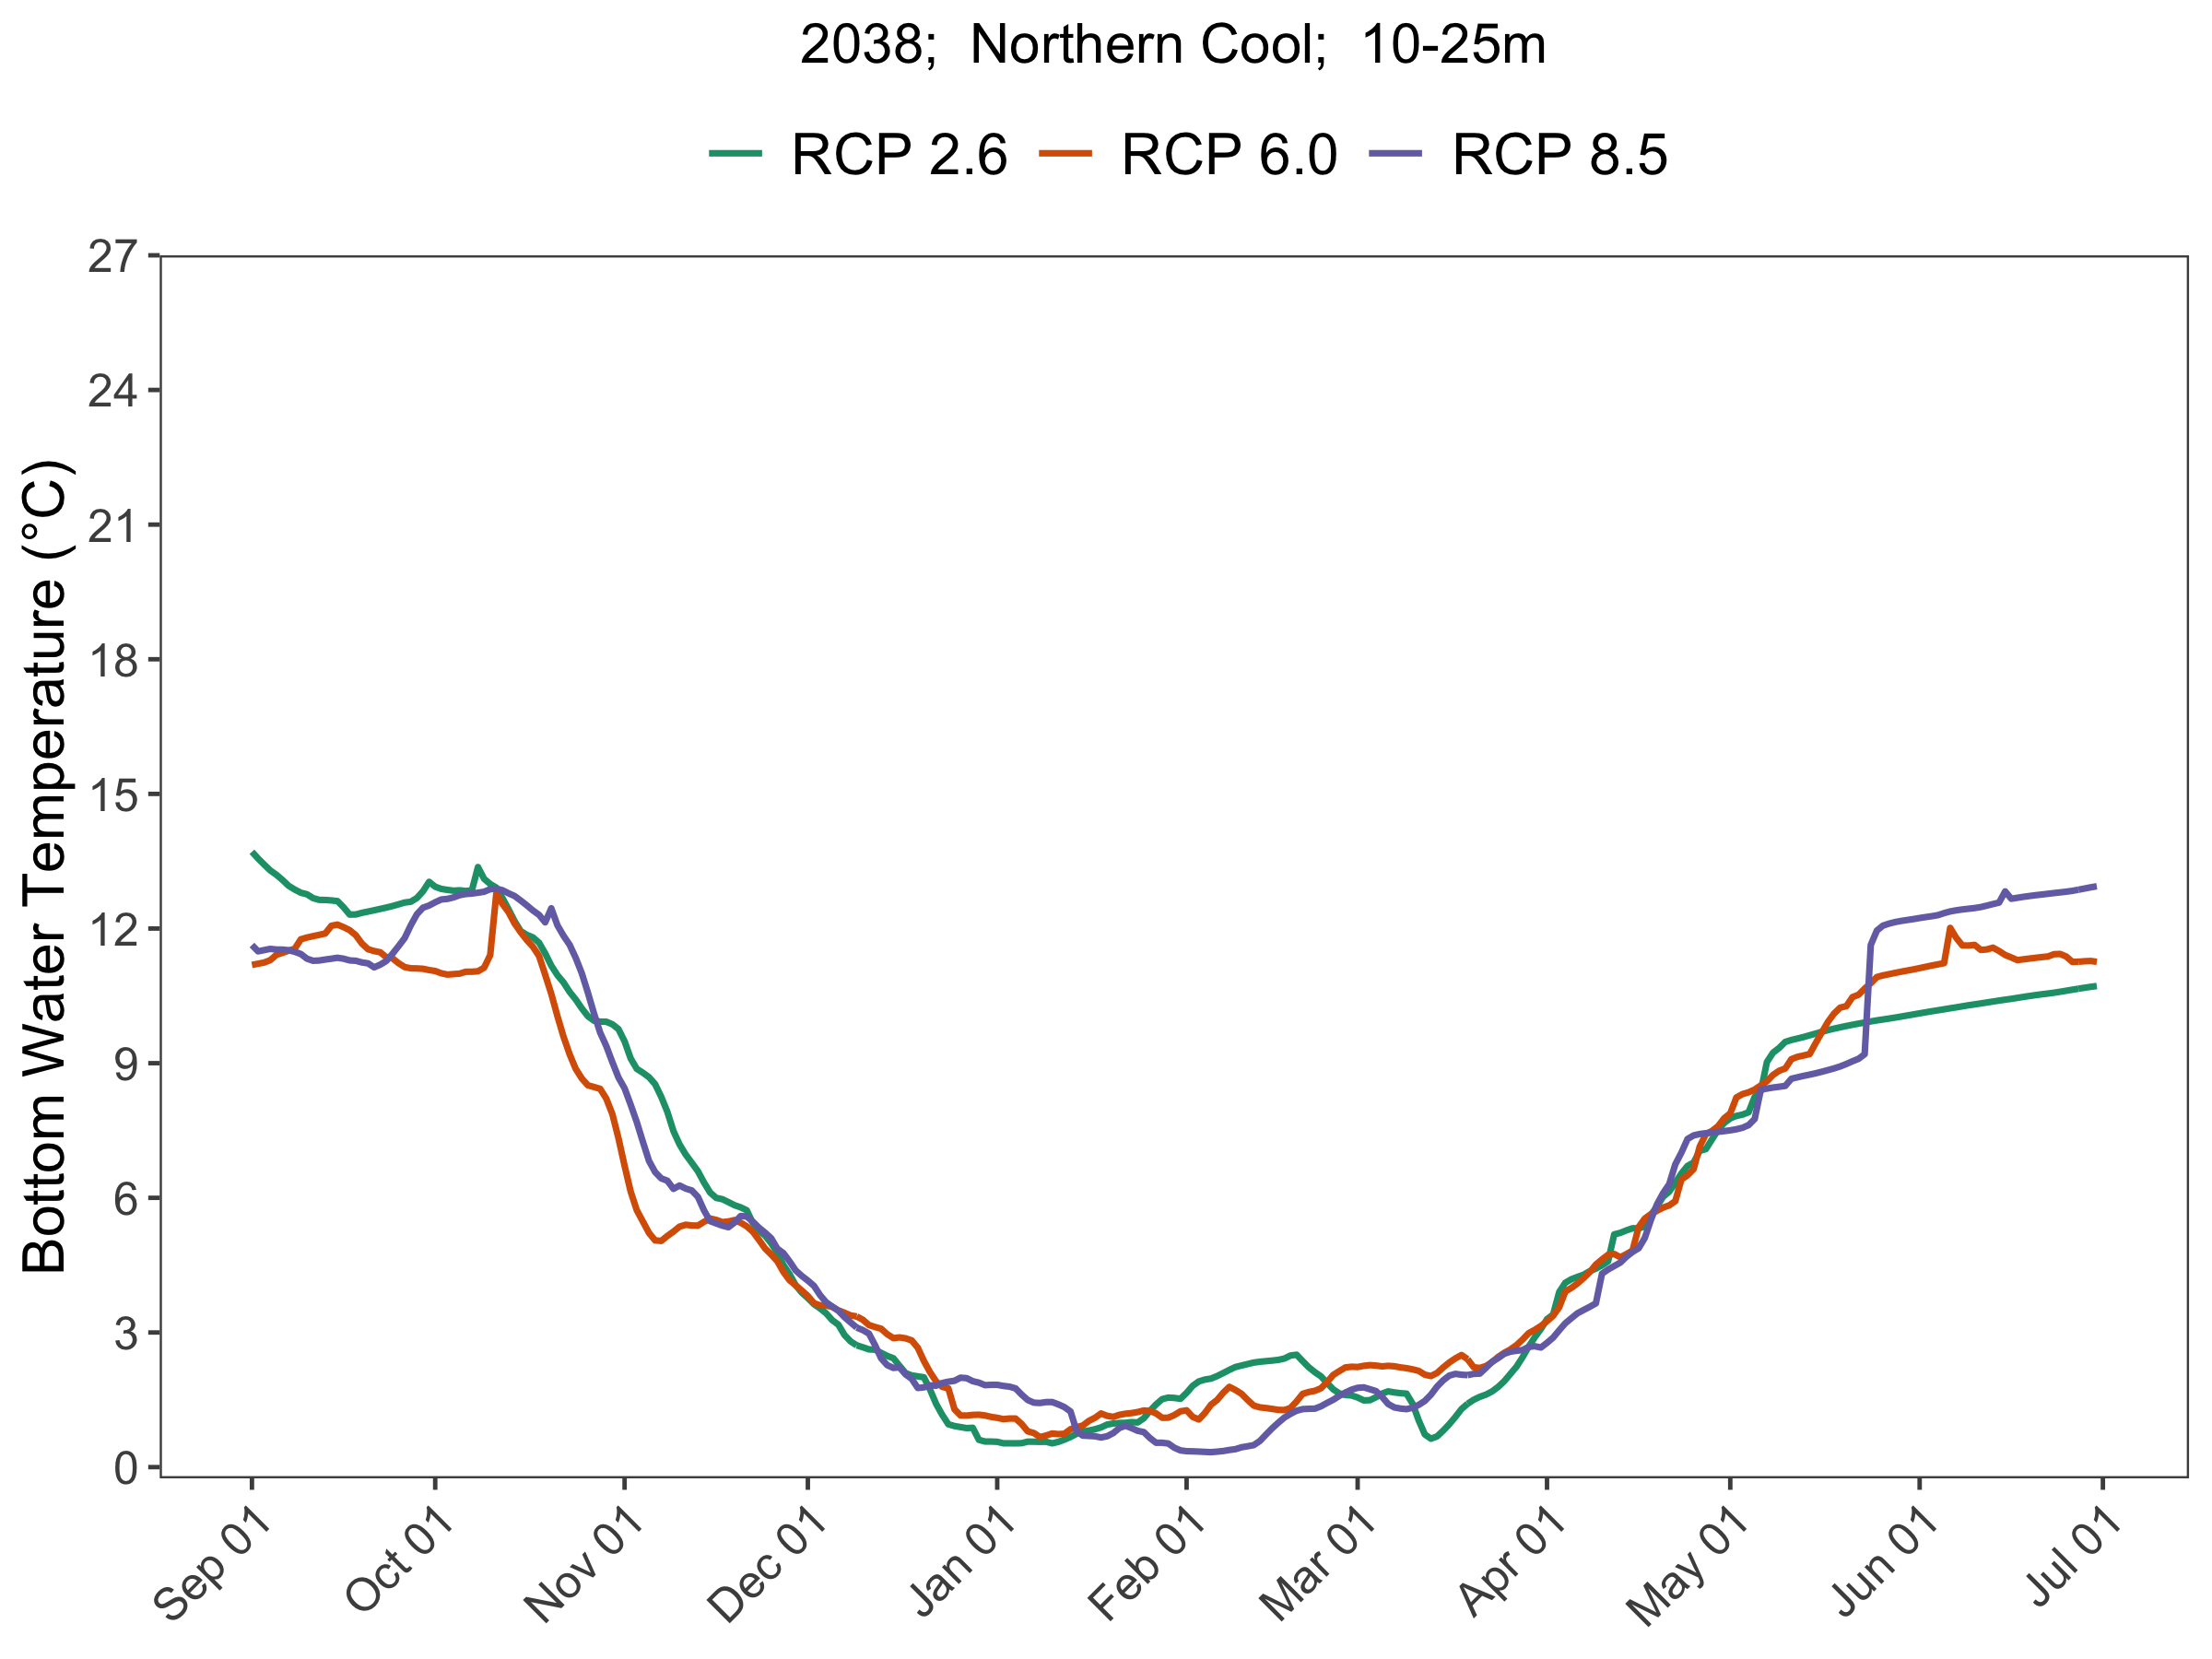 2038;  Northern Cool;  10-25m
RCP 2.6 RCP 6.0 RCP 8.5
Bottom Water Temperature (°C)
27
24
21
18
15
12
9
6
3
0
Sep 01 Oct 01 Nov 01 Dec 01 Jan 01 Feb 01 Mar 01 Apr 01 May 01 Jun 01 Jul 01